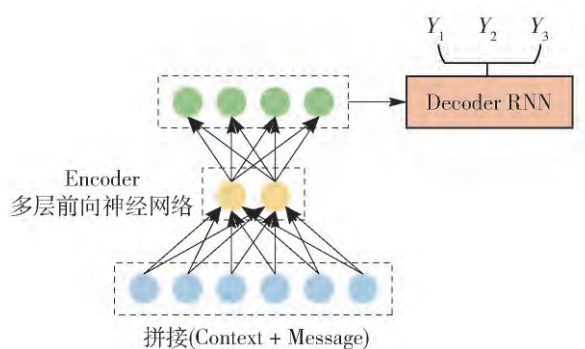 Y1 Y2 Y3
Decoder RNN
Encoder
多层前向神经网络
拼接(Context + Message)